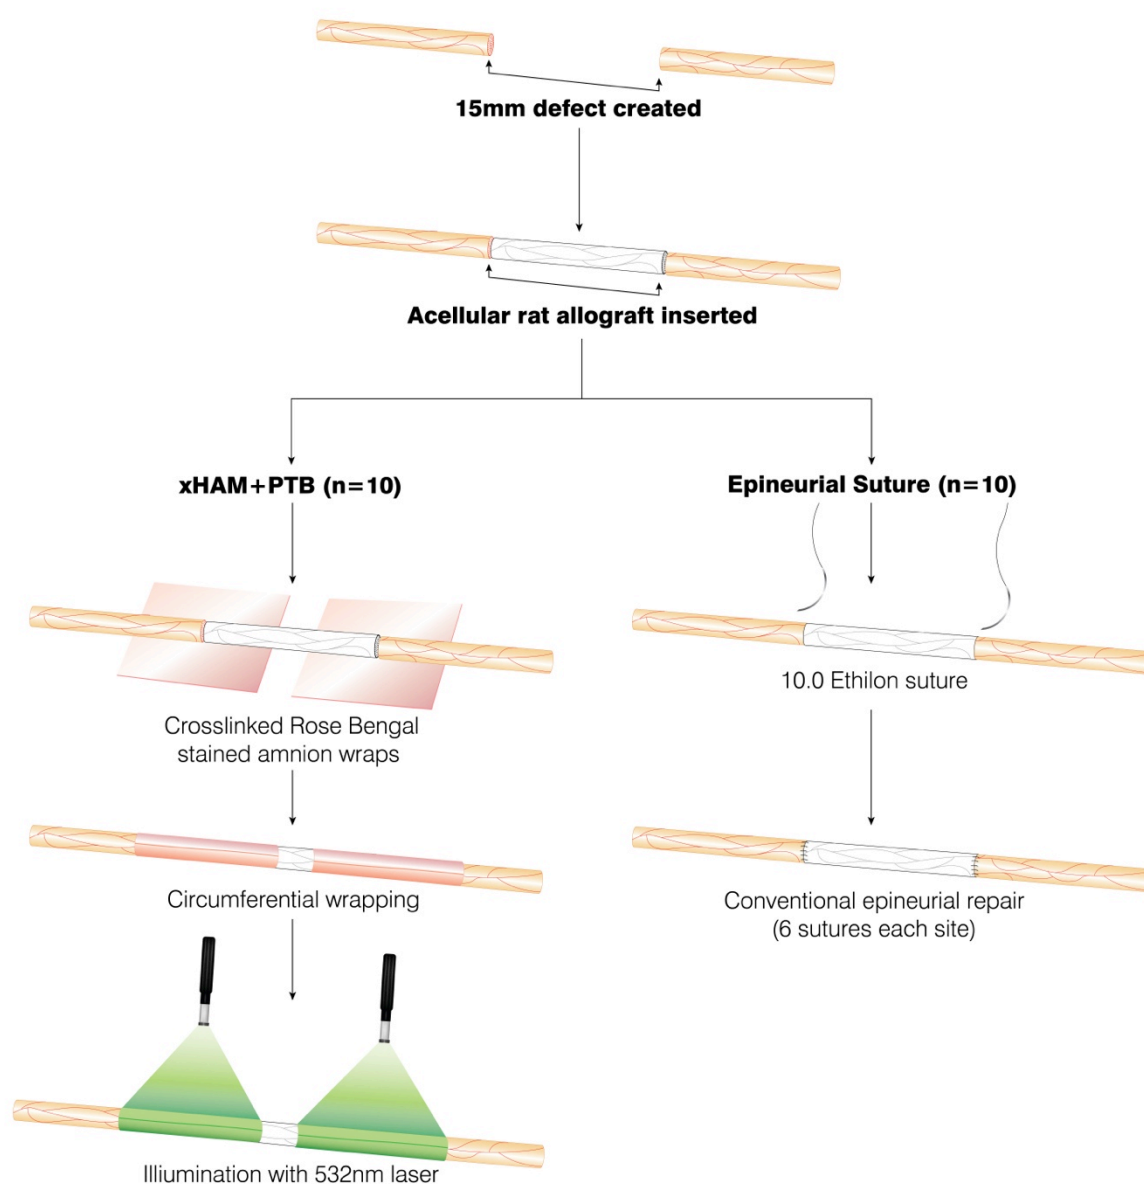 15mm defect created
Acellular rat allograft inserted
xHAM+PTB (n=10)
Epineurial Suture (n=10)
Crosslinked Rose Bengal
stained amnion wraps
10.0 Ethilon suture
Circumferential wrapping
Conventional epineurial repair
(6 sutures each site)
Illiumination with 532nm laser